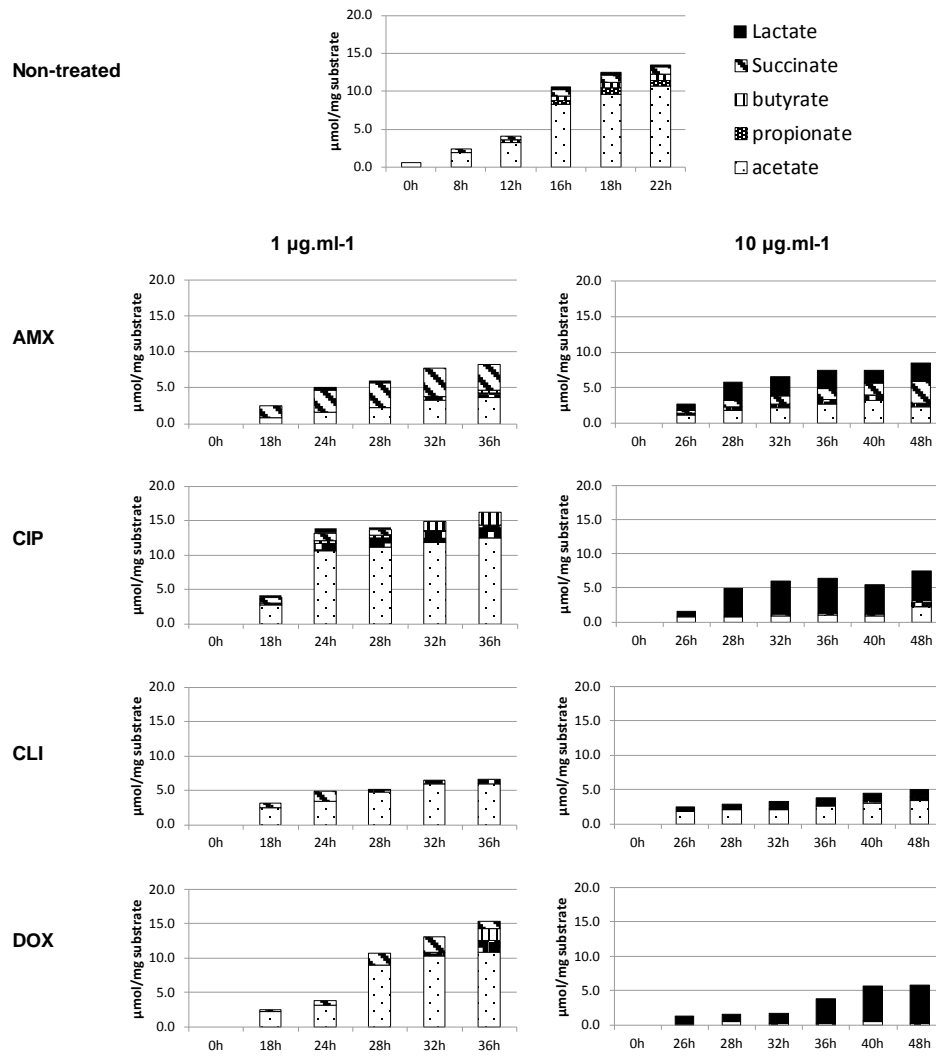 Non-treated
µmol/mg substrate
20.0
15.0
10.0
5.0
0.0
0h 8h 12h 16h 18h 22h
Lactate
Succinate
butyrate
propionate
acetate
1 µg.ml-1
10 µg.ml-1
AMX
µmol/mg substrate
20.0
15.0
10.0
5.0
0.0
0h 18h 24h 28h 32h 36h
µmol/mg substrate
20.0
15.0
10.0
5.0
0.0
0h 26h 28h 32h 36h 40h 48h
CIP
µmol/mg substrate
20.0
15.0
10.0
5.0
0.0
0h 18h 24h 28h 32h 36h
µmol/mg substrate
20.0
15.0
10.0
5.0
0.0
0h 26h 28h 32h 36h 40h 48h
CLI
µmol/mg substrate
20.0
15.0
10.0
5.0
0.0
0h 18h 24h 28h 32h 36h
µmol/mg substrate
20.0
15.0
10.0
5.0
0.0
0h 26h 28h 32h 36h 40h 48h
DOX
µmol/mg substrate
20.0
15.0
10.0
5.0
0.0
0h 18h 24h 28h 32h 36h
µmol/mg substrate
20.0
15.0
10.0
5.0
0.0
0h 26h 28h 32h 36h 40h 48h